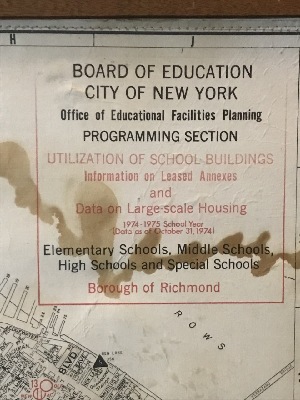 H J
BOARD OF EDUCATION
CITY OF NEW YORK
Office of Educational Facilities Planning
PROGRAMMING SECTION
UTILIZATION OF SCHOOL BUILDINGS
Information on Leased Annexes
and
Data on Large-scale Housing
1974-1975 School Year
(Data as of October 31, 1974)
Elementary Schools, Middle Schools,
High Schools and Special Schools
Borough of Richmond
ROWS
BLVD
13